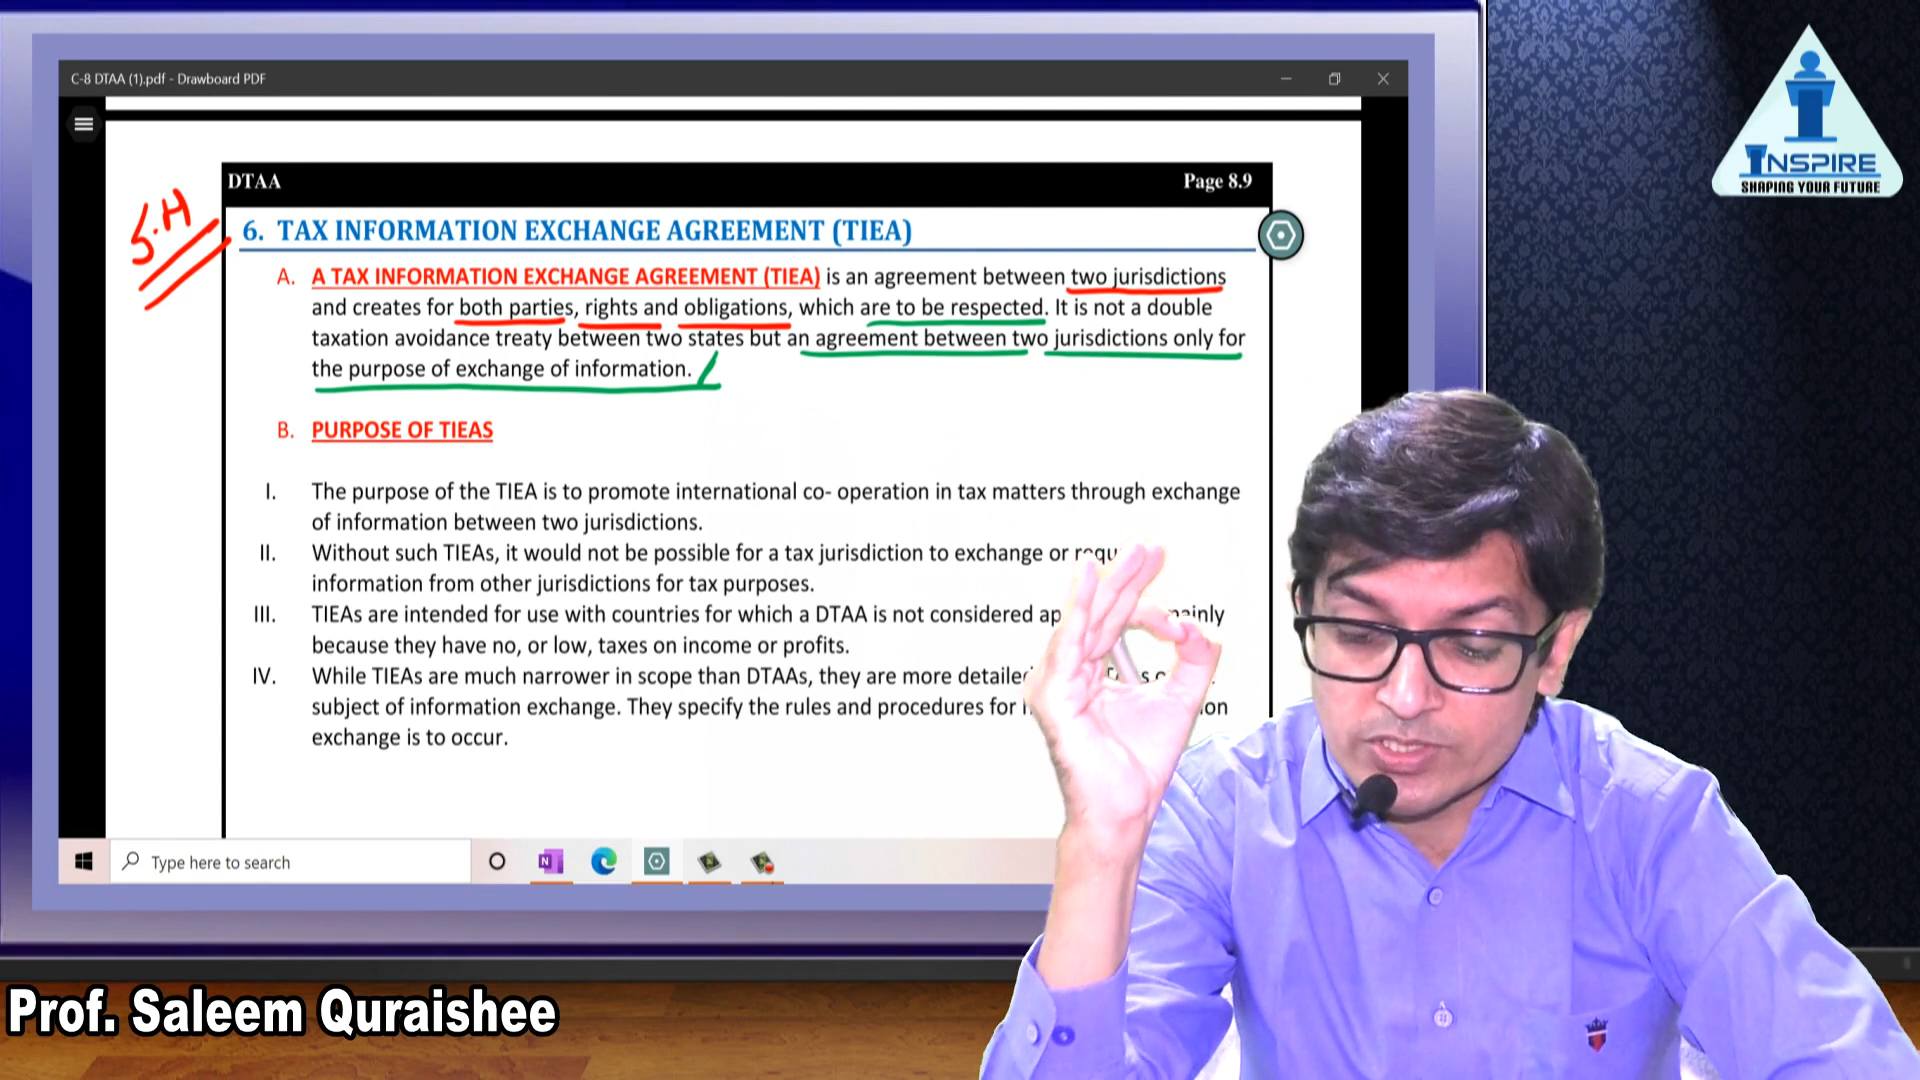 C-8 DTAA (1).pdf - Drawboard PDF
INSPIRE
SHAPING YOUR FUTURE
DTAA Page 8.9
S.H
6. TAX INFORMATION EXCHANGE AGREEMENT (TIEA)
A. A TAX INFORMATION EXCHANGE AGREEMENT (TIEA) is an agreement between two jurisdictions
and creates for both parties, rights and obligations, which are to be respected. It is not a double
taxation avoidance treaty between two states but an agreement between two jurisdictions only for
the purpose of exchange of information.
B. PURPOSE OF TIEAS
I. The purpose of the TIEA is to promote international co- operation in tax matters through exchange
of information between two jurisdictions.
II. Without such TIEAs, it would not be possible for a tax jurisdiction to exchange or
information from other jurisdictions for tax purposes.
III. TIEAs are intended for use with countries for which a DTAA is not considered
because they have no, or low, taxes on income or profits.
IV. While TIEAs are much narrower in scope than DTAAs, they are more
subject of information exchange. They specify the rules and procedures for
exchange is to occur.
Type here to search
Prof. Saleem Quraishee